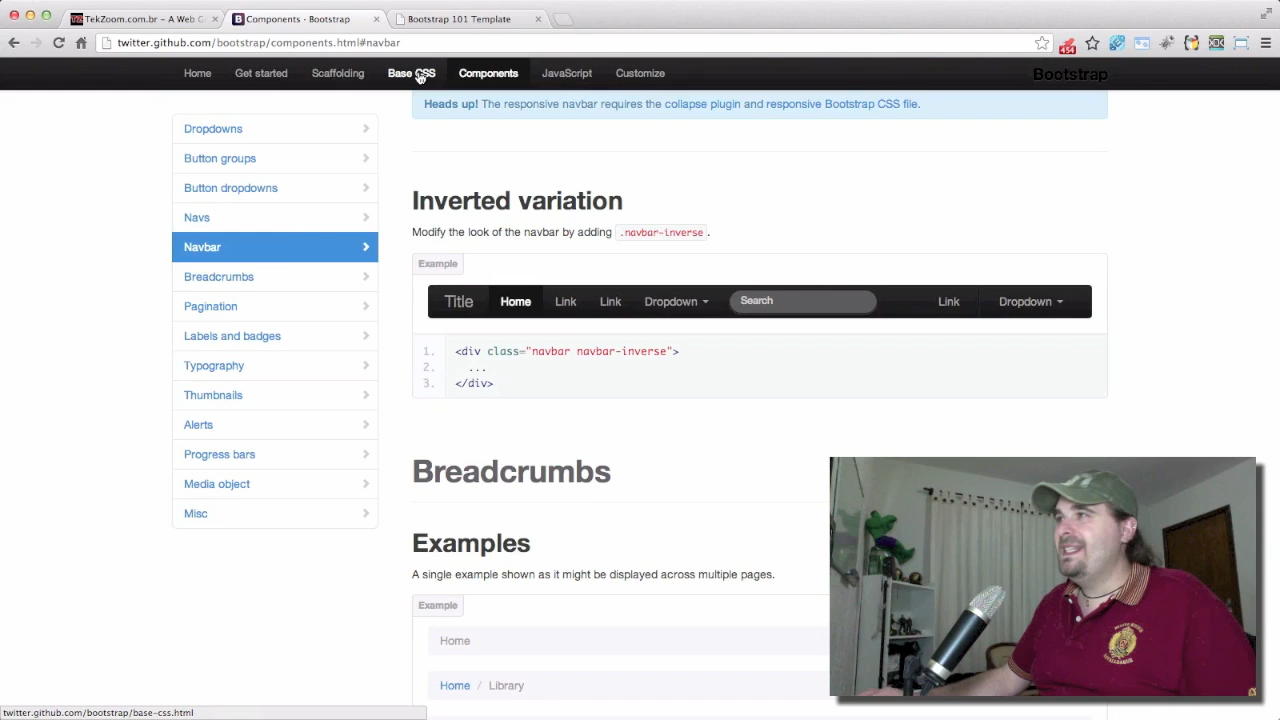 TekZoom.com.br – A Web G
Components · Bootstrap
Bootstrap 101 Template
twitter.github.com/bootstrap/components.html#navbar
454
Home Get started Scaffolding Base CSS Components JavaScript Customize Bootstrap
Heads up! The responsive navbar requires the collapse plugin and responsive Bootstrap CSS file.
Dropdowns
Button groups
Button dropdowns
Navs
Navbar
Breadcrumbs
Pagination
Labels and badges
Typography
Thumbnails
Alerts
Progress bars
Media object
Misc
Inverted variation
Modify the look of the navbar by adding .navbar-inverse.
Example
Title Home Link Link Dropdown Search Link Dropdown
1. <div class="navbar navbar-inverse">
2. ...
3. </div>
Breadcrumbs
Examples
A single example shown as it might be displayed across multiple pages.
Example
Home
Home / Library
twitter.github.com/bootstrap/base-css.html